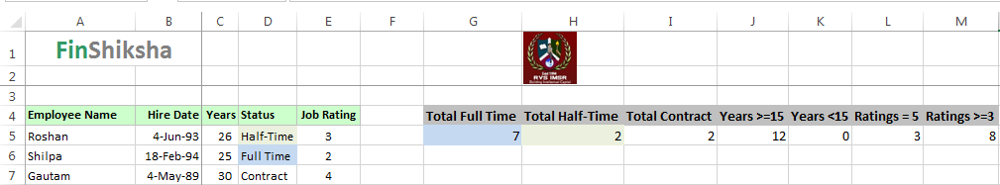 A B C D E F G H I J K L M
1 FinShiksha
RVS IMSR
2
3
4 Employee Name Hire Date Years Status Job Rating Total Full Time Total Half-Time Total Contract Years >=15 Years <15 Ratings = 5 Ratings >=3
5 Roshan 4-Jun-93 26 Half-Time 3 7 2 2 12 0 3 8
6 Shilpa 18-Feb-94 25 Full Time 2
7 Gautam 4-May-89 30 Contract 4